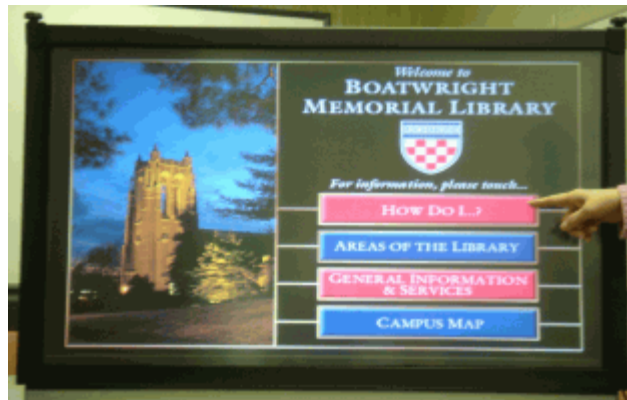 Welcome to
BOATWRIGHT
MEMORIAL LIBRARY
For information, please touch...
HOW DO I..?
AREAS OF THE LIBRARY
GENERAL INFORMATION
& SERVICES
CAMPUS MAP